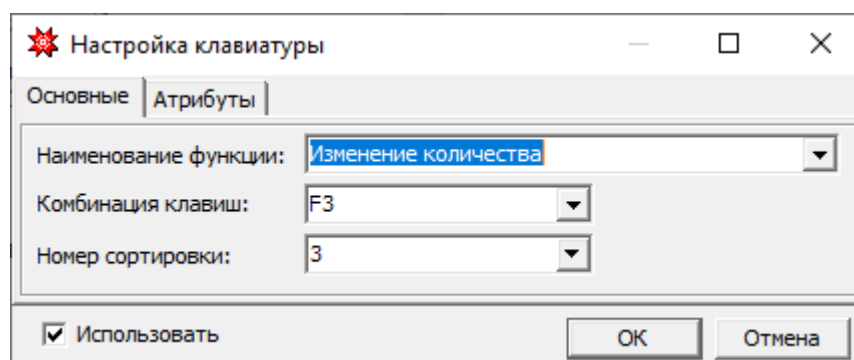 Настройка клавиатуры
Основные Атрибуты
Наименование функции: Изменение количества
Комбинация клавиш: F3
Номер сортировки: 3
Использовать OK Отмена